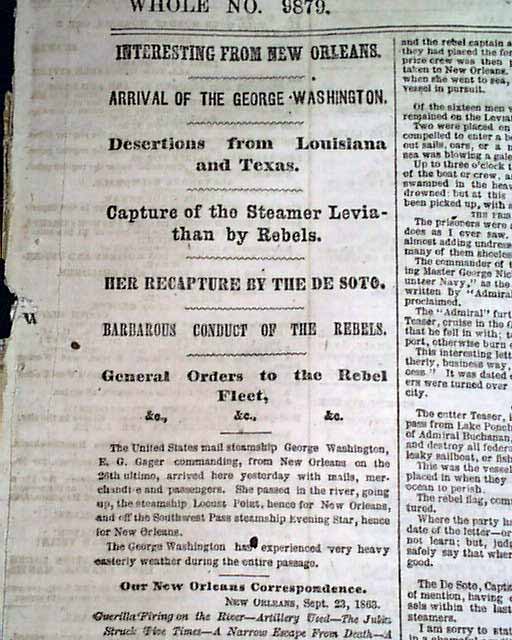 WHOLE NO. 9879.
INTERESTING FROM NEW ORLEANS.
ARRIVAL OF THE GEORGE WASHINGTON.
Desertions from Louisiana
and Texas.
Capture of the Steamer Levia-
than by Rebels.
HER RECAPTURE BY THE DE SOTO.
BARBAROUS CONDUCT OF THE REBELS.
General Orders to the Rebel
Fleet,
&c., &c., &c.
The United States mail steamship George Washington,
E. G. Gager commanding, from New Orleans on the
26th ultimo, arrived here yesterday with mails, mer-
chandise and passengers. She passed in the river, going
up, the steamship Locust Point, hence for New Orleans,
and off the Southwest Pass steamship Evening Star, hence
for New Orleans.
The George Washington has experienced very heavy
easterly weather during the entire passage.
Our New Orleans Correspondence.
NEW ORLEANS, Sept. 23, 1863.
Guerilla Firing on the River—Artillery Used—The
Struck Five Times—A Narrow Escape From Death—A
W
and the rebel captain a
they had placed the for
prize crew was then
taken to New Orleans.
when she went to sea,
vessel in pursuit.
Of the sixteen men
remained on the Levia
Two were placed on
compelled to enter a b
out sails, oars, or a
sea was blowing a gale
Up to three o'clock
of the boat or crew, a
swamped in the heav
drowned; but at this
been picked up, with
The prisoners were
does as I ever saw.
almost adding undress
many of them shoeless
The commander of
ing Master George Nic
unteer Navy," as the
written by "Admiral
proclaimed.
The "Admiral" furt
Teaser, cruise in the G
that he fell in with; t
port, otherwise burn
This interesting lett
therly, business way,
cess." It was dated
ers were turned over
city.
The cutter Teaser,
pass from Lake Ponch
of Admiral Buchanan,
and destroy all federa
leaky sailboat, or fish
This was the vessel
placed in when they
ocean to perish.
The rebel flag, com
tured.
Where the party ha
date of the letter—or
not learn; but, judg
safely say that wher
good.
The De Soto, Capt
of mention, having
sels within the last
steamers.
I am sorry to stat